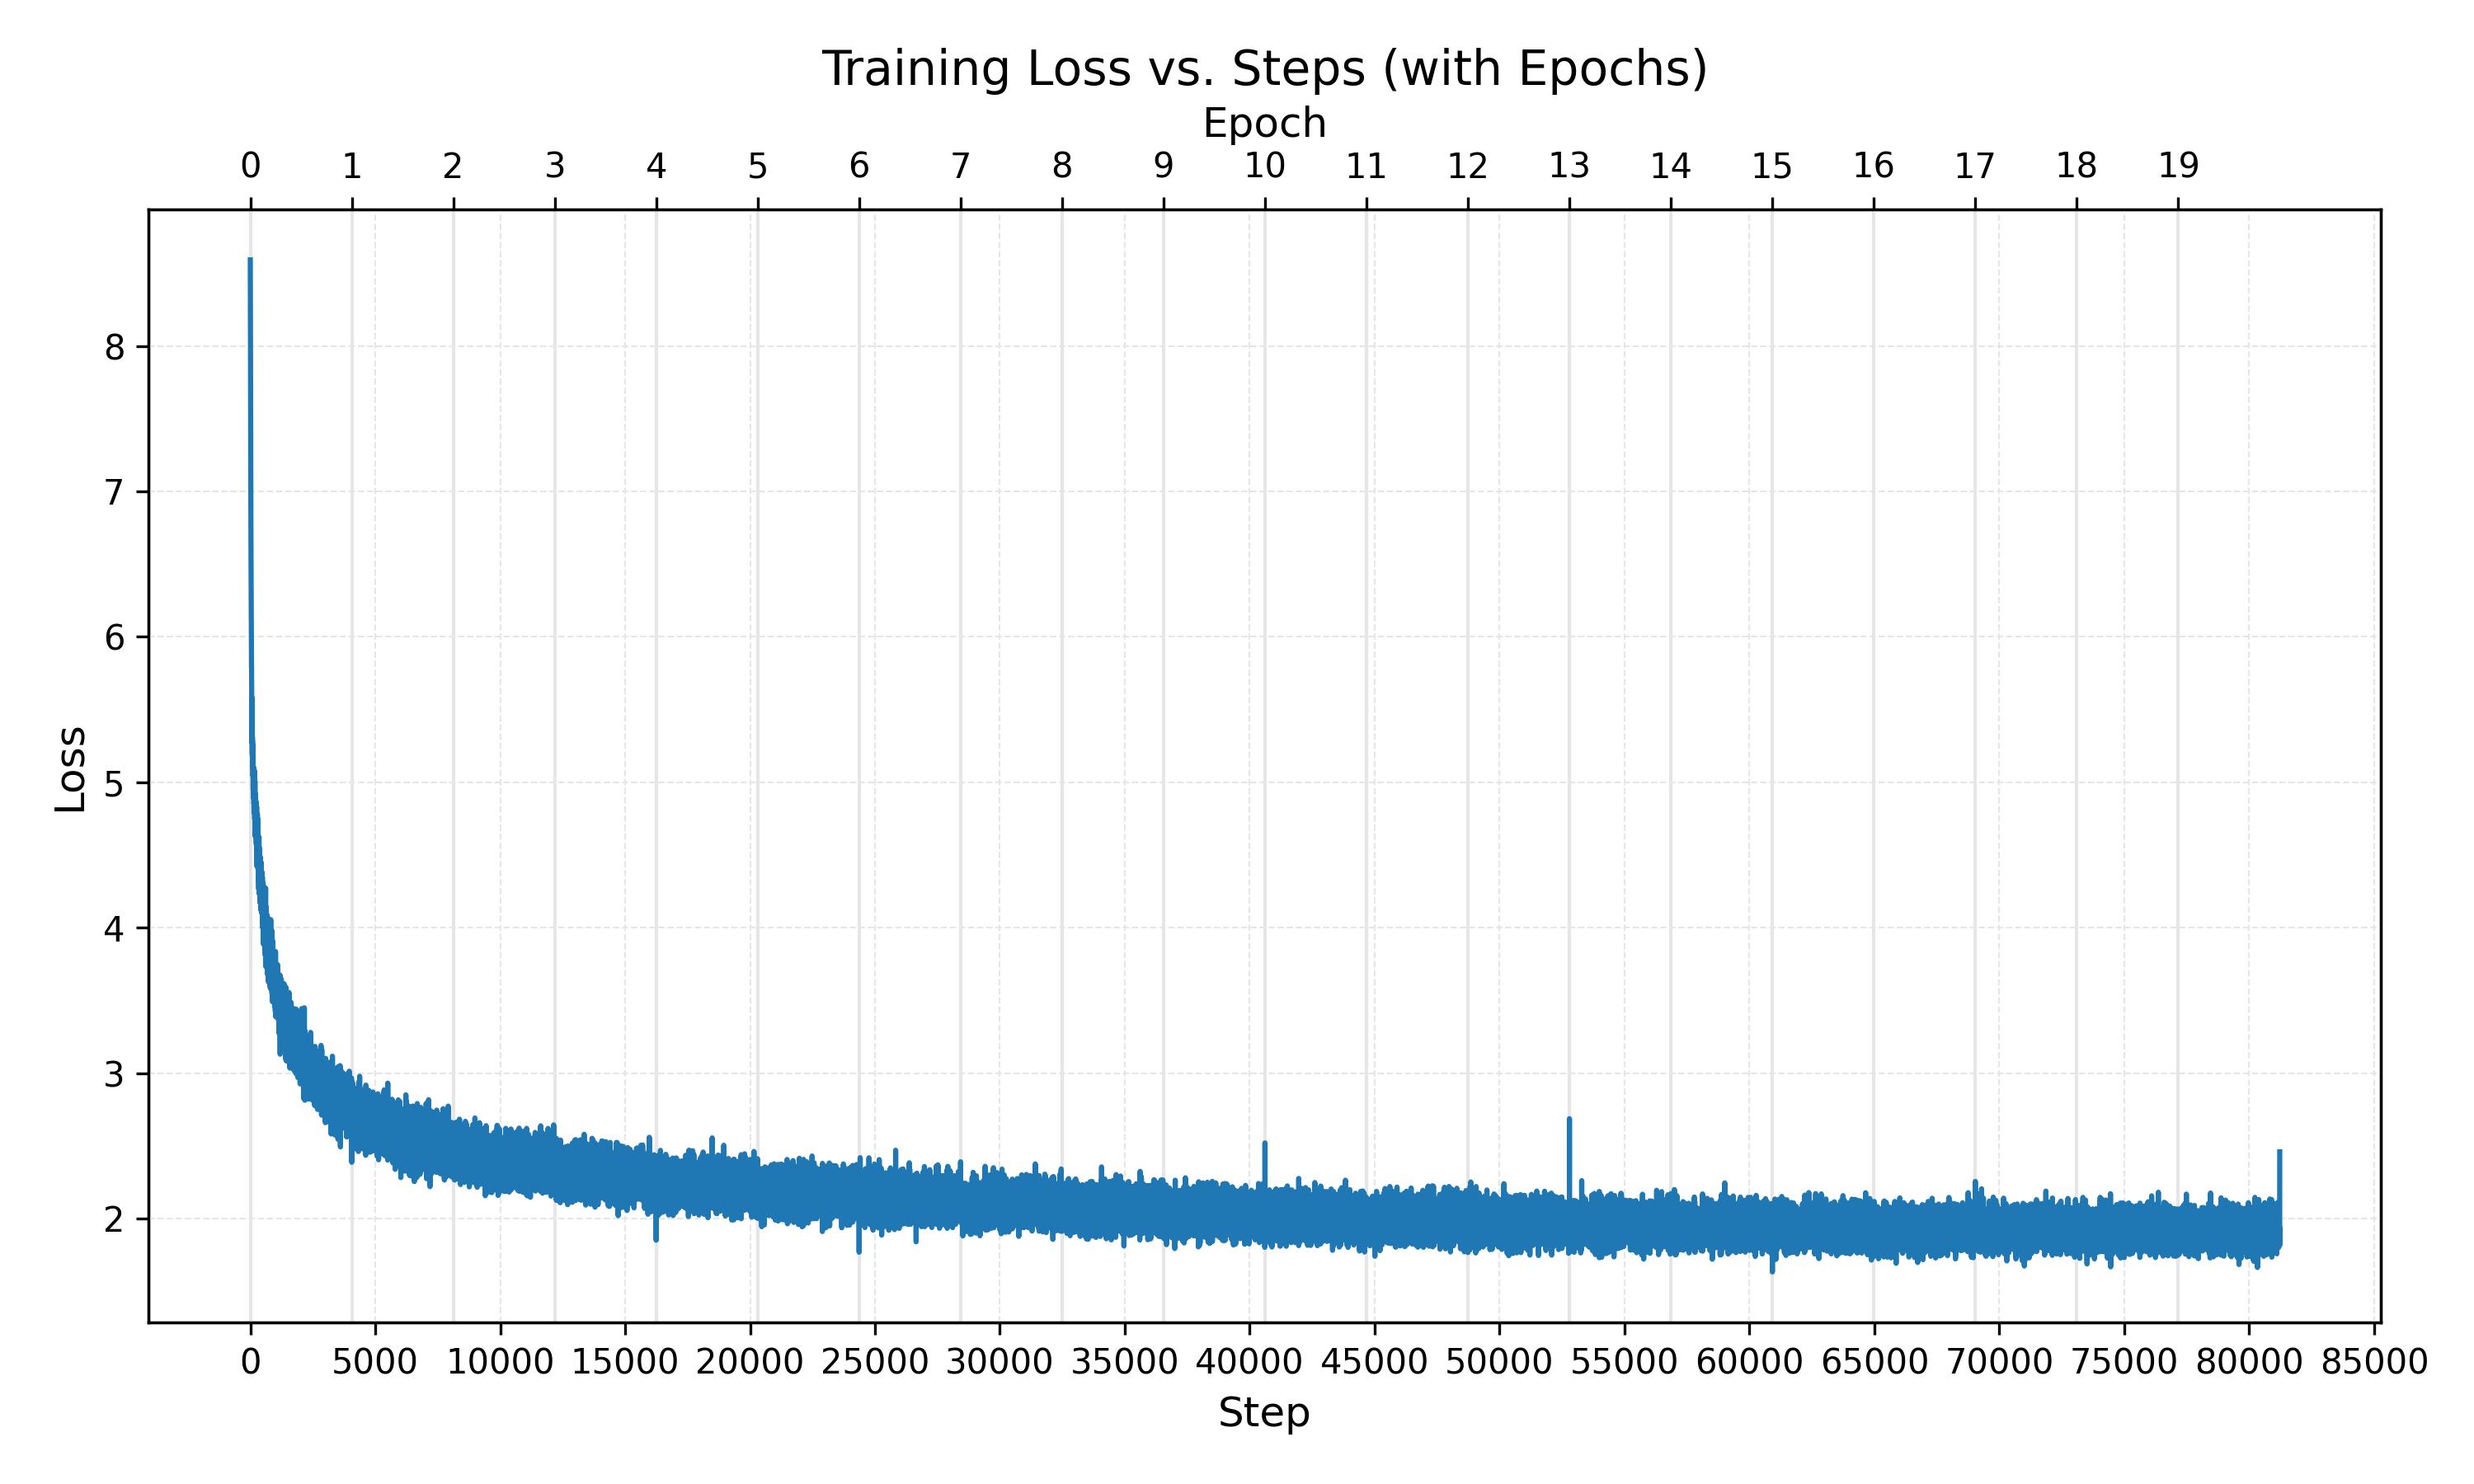 Training Loss vs. Steps (with Epochs)
Epoch
0 1 2 3 4 5 6 7 8 9 10 11 12 13 14 15 16 17 18 19
8
7
6
5
4
3
2
Loss
0 5000 10000 15000 20000 25000 30000 35000 40000 45000 50000 55000 60000 65000 70000 75000 80000 85000
Step